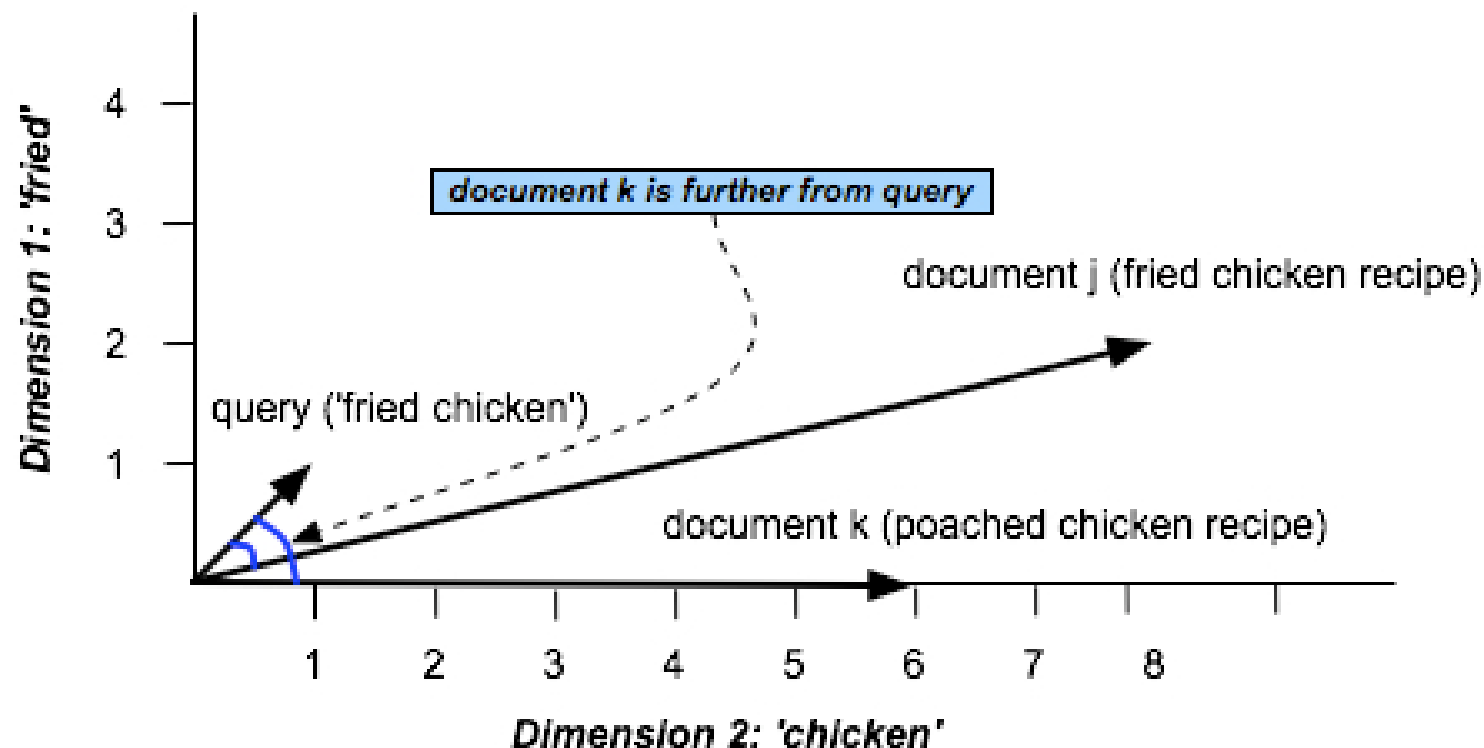 4
3
2
1
Dimension 1: 'fried'
document k is further from query
document j (fried chicken recipe)
query ('fried chicken')
document k (poached chicken recipe)
1 2 3 4 5 6 7 8
Dimension 2: 'chicken'